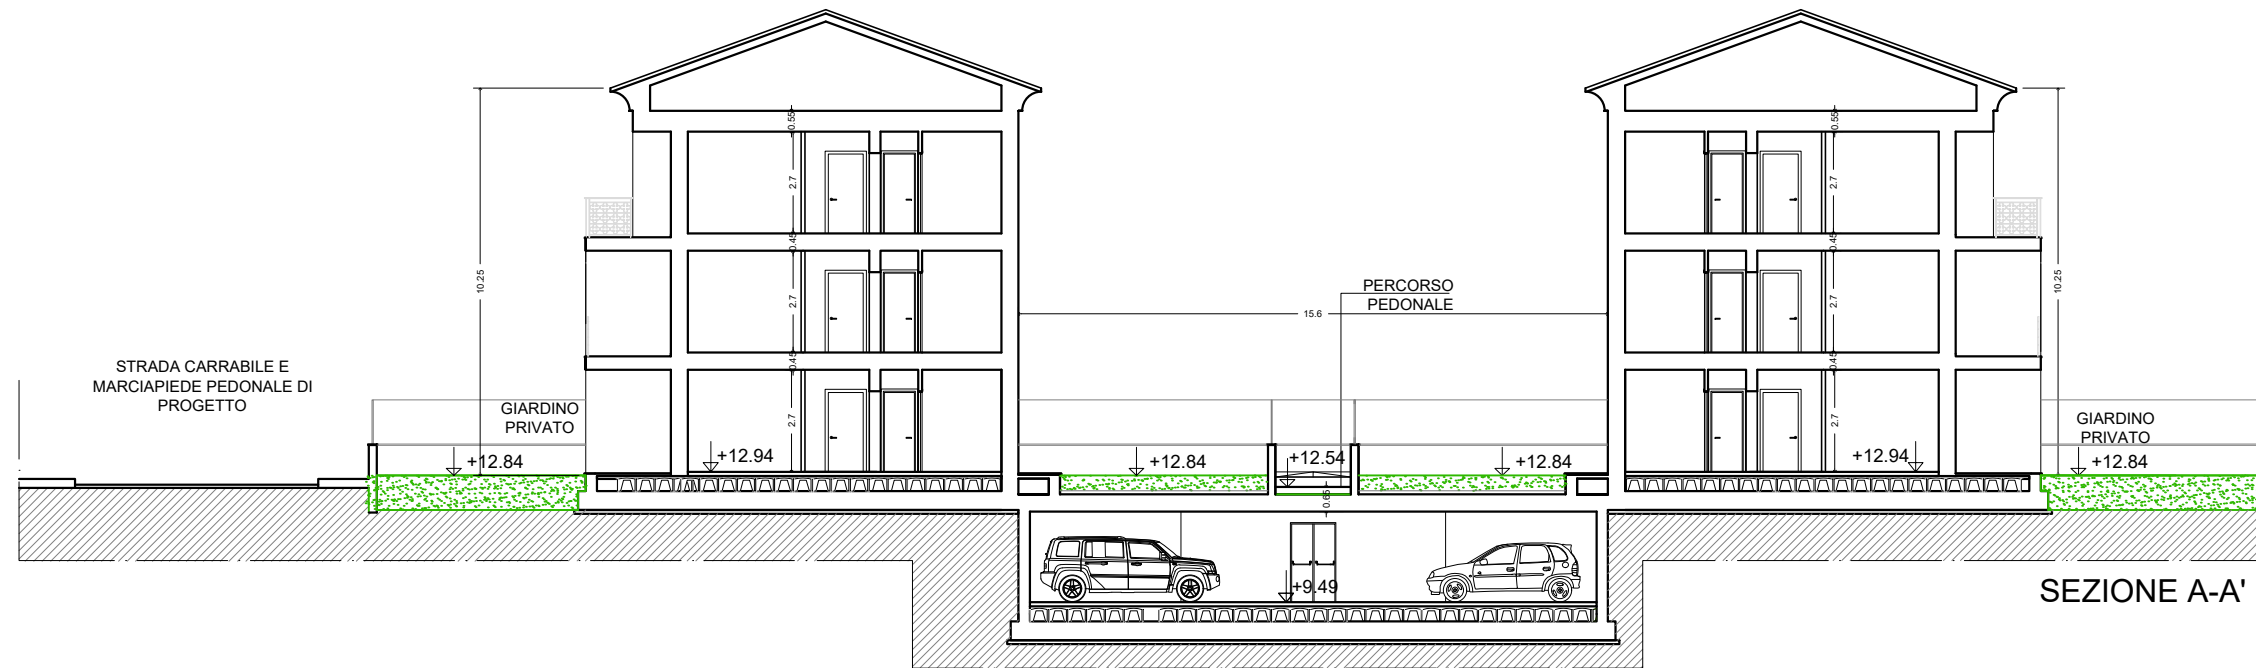 0.55
0.55
2.7
2.7
0.45
0.45
10.25
2.7
2.7
10.25
PERCORSO
PEDONALE
15.6
0.45
0.45
STRADA CARRABILE E
MARCIAPIEDE PEDONALE DI
PROGETTO
GIARDINO
PRIVATO
2.7
2.7
GIARDINO
PRIVATO
+12.84
+12.94
+12.84
+12.54
+12.84
+12.94
+12.84
0.65
+9.49
SEZIONE A-A'